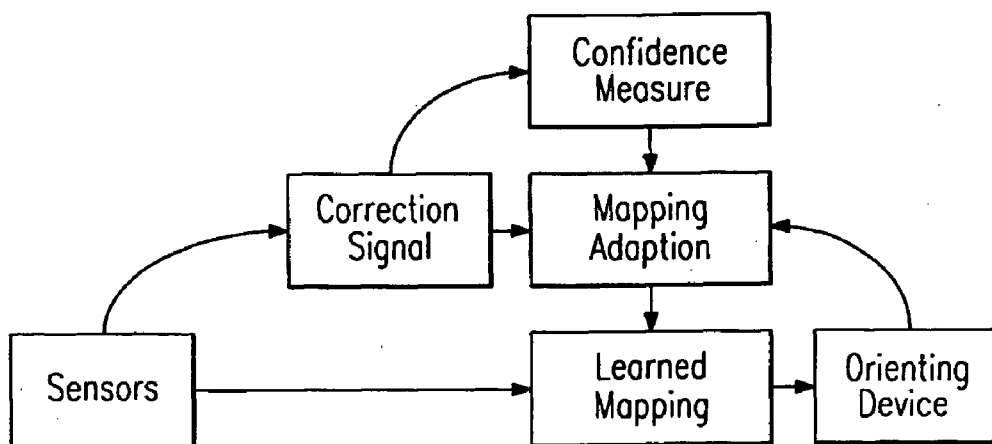 Confidence
Measure
Correction
Signal
Mapping
Adaption
Sensors
Learned
Mapping
Orienting
Device